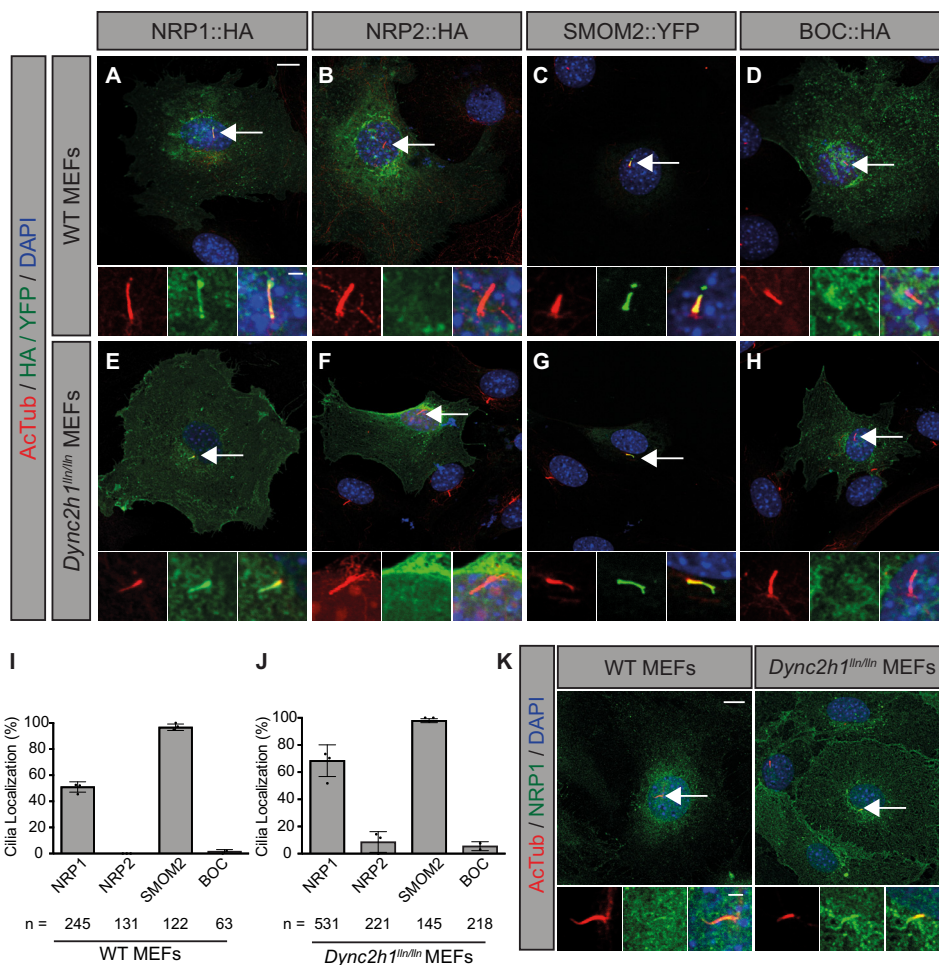 NRP1::HA
NRP2::HA
SMOM2::YFP
BOC::HA
AcTub / HA / YFP / DAPI
WT MEFs
A
B
C
D
Dync2h1lln/lln MEFs
E
F
G
H
I
Cilia Localization (%)
100
80
60
40
20
0
NRP1
NRP2
SMOM2
BOC
n = 245 131 122 63
WT MEFs
J
Cilia Localization (%)
100
80
60
40
20
0
NRP1
NRP2
SMOM2
BOC
n = 531 221 145 218
Dync2h1lln/lln MEFs
K
WT MEFs
Dync2h1lln/lln MEFs
AcTub / NRP1 / DAPI